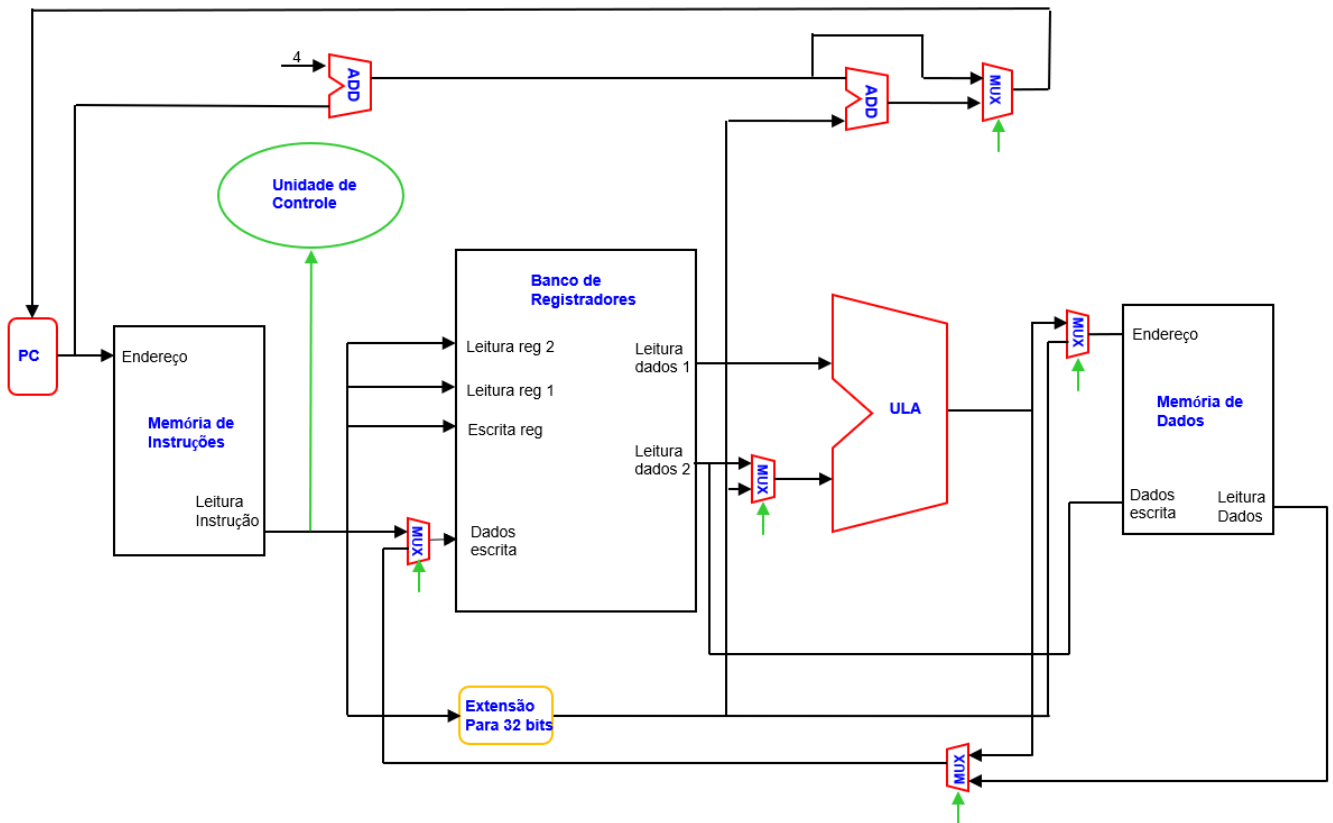 4
ADD
ADD
MUX
Unidade de
Controle
Banco de
Registradores
PC
Endereço
Memória de
Instruções
Leitura
Instrução
Leitura reg 2
Leitura reg 1
Escrita reg
Dados
escrita
Leitura
dados 1
Leitura
dados 2
MUX
MUX
ULA
MUX
Endereço
Memória de
Dados
Dados
escrita
Leitura
Dados
Extensão
Para 32 bits
MUX